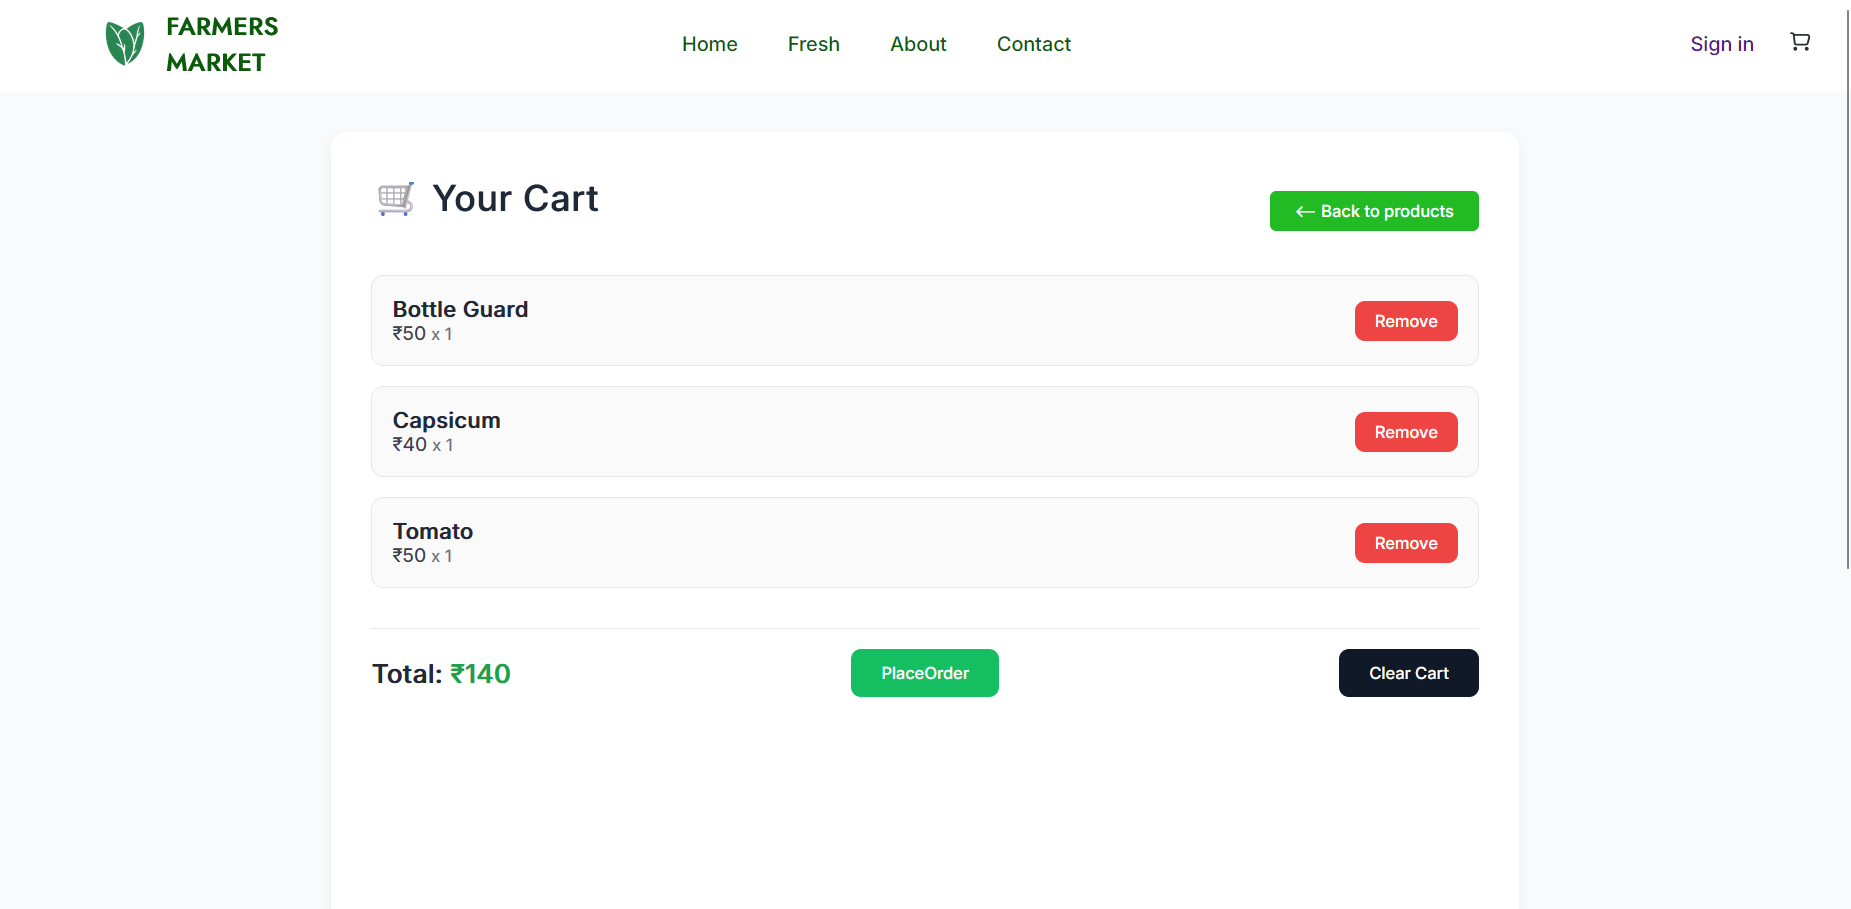 FARMERS
MARKET
Home Fresh About Contact
Sign in
Your Cart
← Back to products
Bottle Guard
₹50 x 1
Remove
Capsicum
₹40 x 1
Remove
Tomato
₹50 x 1
Remove
Total: ₹140
PlaceOrder
Clear Cart